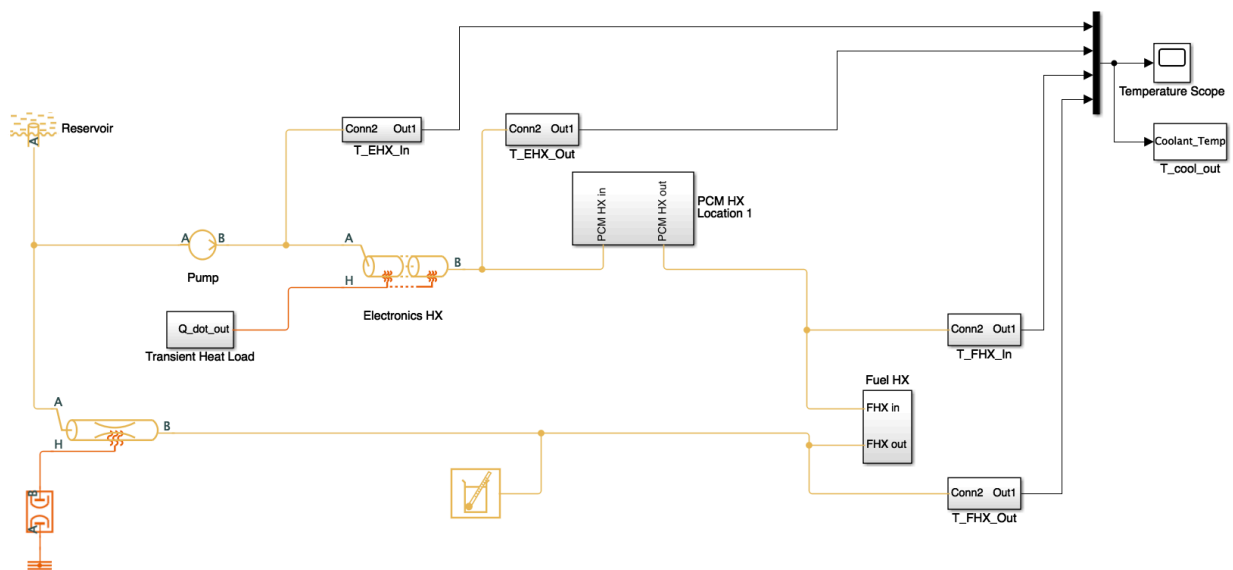 Conn2 Out1
T_EHX_In
Conn2 Out1
T_EHX_Out
Temperature Scope
Coolant_Temp
T_cool_out
A
Reservoir
PCM HX in
PCM HX out
PCM HX
Location 1
A
B
Pump
A
B
H
Electronics HX
Q_dot_out
Transient Heat Load
Conn2 Out1
T_FHX_In
Fuel HX
FHX in
FHX out
A
B
H
Conn2 Out1
T_FHX_Out
B
A